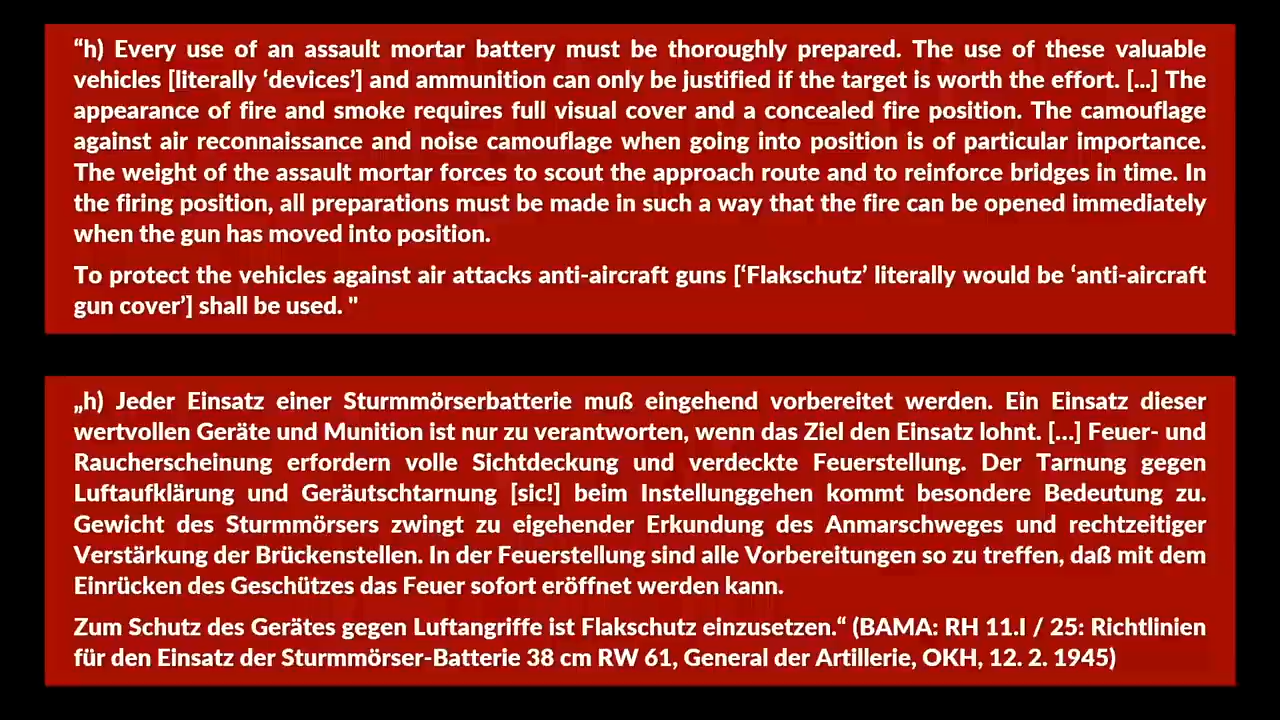 “h) Every use of an assault mortar battery must be thoroughly prepared. The use of these valuable
vehicles [literally ‘devices’] and ammunition can only be justified if the target is worth the effort. […] The
appearance of fire and smoke requires full visual cover and a concealed fire position. The camouflage
against air reconnaissance and noise camouflage when going into position is of particular importance.
The weight of the assault mortar forces to scout the approach route and to reinforce bridges in time. In
the firing position, all preparations must be made in such a way that the fire can be opened immediately
when the gun has moved into position.
To protect the vehicles against air attacks anti-aircraft guns [‘Flakschutz’ literally would be ‘anti-aircraft
gun cover’] shall be used. "
„h) Jeder Einsatz einer Sturmmörserbatterie muß eingehend vorbereitet werden. Ein Einsatz dieser
wertvollen Geräte und Munition ist nur zu verantworten, wenn das Ziel den Einsatz lohnt. […] Feuer- und
Raucherscheinung erfordern volle Sichtdeckung und verdeckte Feuerstellung. Der Tarnung gegen
Luftaufklärung und Geräutschtarnung [sic!] beim Instellunggehen kommt besondere Bedeutung zu.
Gewicht des Sturmmörsers zwingt zu eigehender Erkundung des Anmarschweges und rechtzeitiger
Verstärkung der Brückenstellen. In der Feuerstellung sind alle Vorbereitungen so zu treffen, daß mit dem
Einrücken des Geschützes das Feuer sofort eröffnet werden kann.
Zum Schutz des Gerätes gegen Luftangriffe ist Flakschutz einzusetzen.“ (BAMA: RH 11.I / 25: Richtlinien
für den Einsatz der Sturmmörser-Batterie 38 cm RW 61, General der Artillerie, OKH, 12. 2. 1945)